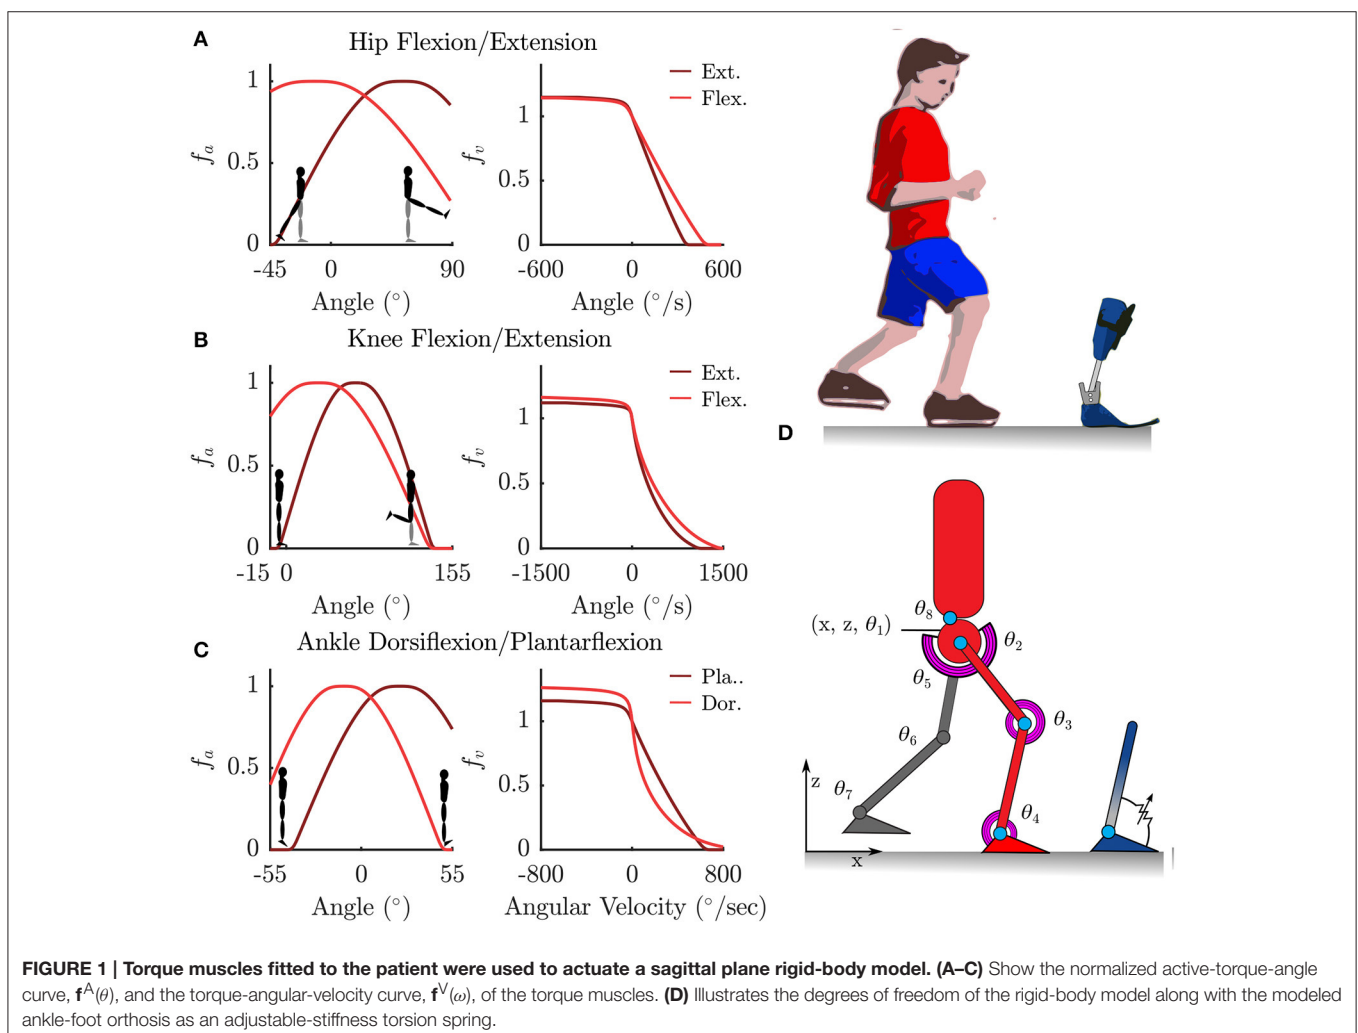 A
Hip Flexion/Extension
1
0.5
0
f_a
-45 0 90
Angle (°)
1
0.5
0
f_v
Ext.
Flex.
-600 0 600
Angle (°/s)
B
Knee Flexion/Extension
1
0.5
0
f_a
-15 0 155
Angle (°)
1
0.5
0
f_v
Ext.
Flex.
-1500 0 1500
Angle (°/s)
C
Ankle Dorsiflexion/Plantarflexion
1
0.5
0
f_a
-55 0 55
Angle (°)
1
0.5
0
f_v
Pla..
Dor.
-800 0 800
Angular Velocity (°/sec)
D
θ8
(x, z, θ1)
θ2
θ5
θ3
θ6
θ7
θ4
z
x
FIGURE 1 | Torque muscles fitted to the patient were used to actuate a sagittal plane rigid-body model. (A–C) Show the normalized active-torque-angle
curve, f^A(θ), and the torque-angular-velocity curve, f^V(ω), of the torque muscles. (D) Illustrates the degrees of freedom of the rigid-body model along with the modeled
ankle-foot orthosis as an adjustable-stiffness torsion spring.